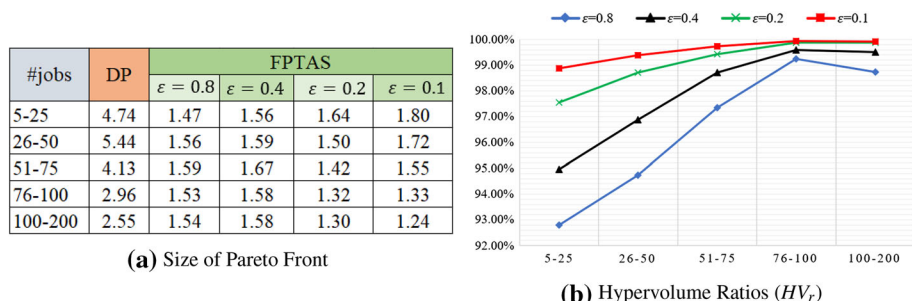 #jobs DP FPTAS
ε = 0.8 ε = 0.4 ε = 0.2 ε = 0.1
5-25 4.74 1.47 1.56 1.64 1.80
26-50 5.44 1.56 1.59 1.50 1.72
51-75 4.13 1.59 1.67 1.42 1.55
76-100 2.96 1.53 1.58 1.32 1.33
100-200 2.55 1.54 1.58 1.30 1.24
(a) Size of Pareto Front
ε=0.8 ε=0.4 ε=0.2 ε=0.1
100.00%
99.00%
98.00%
97.00%
96.00%
95.00%
94.00%
93.00%
92.00%
5-25 26-50 51-75 76-100 100-200
(b) Hypervolume Ratios (HVr)